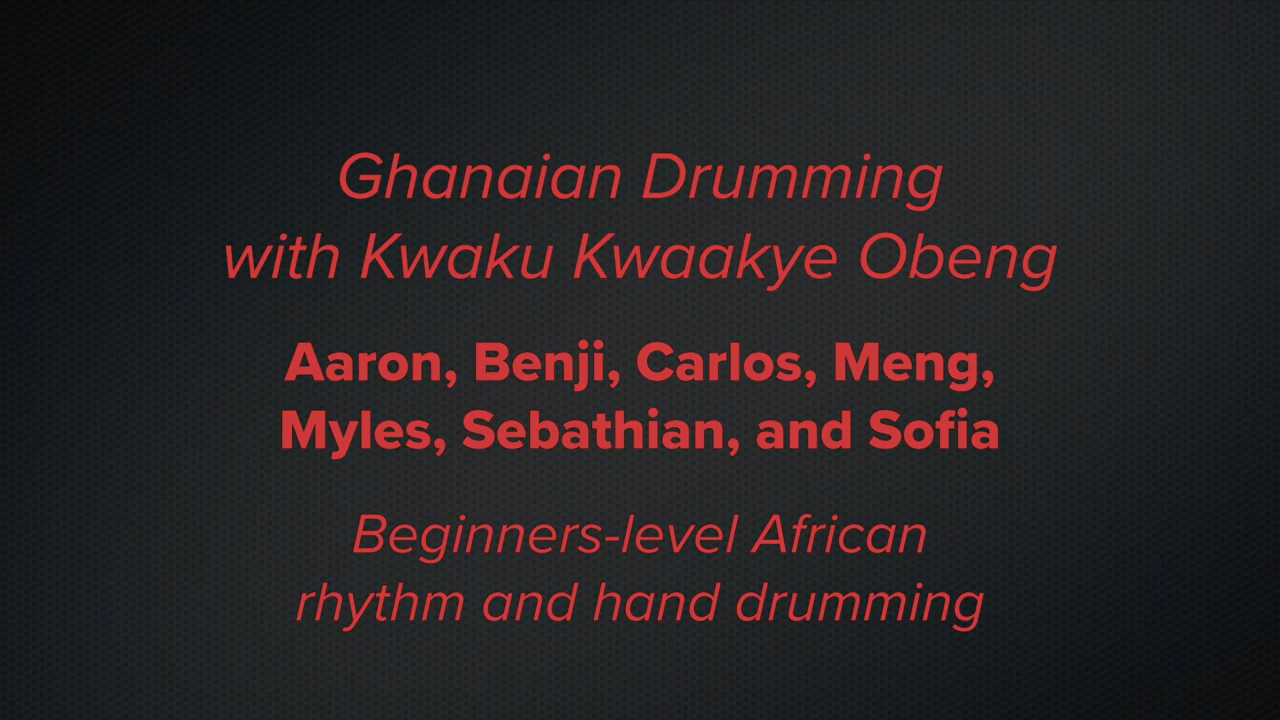 Ghanaian Drumming
with Kwaku Kwaakye Obeng
Aaron, Benji, Carlos, Meng,
Myles, Sebathian, and Sofia
Beginners-level African
rhythm and hand drumming